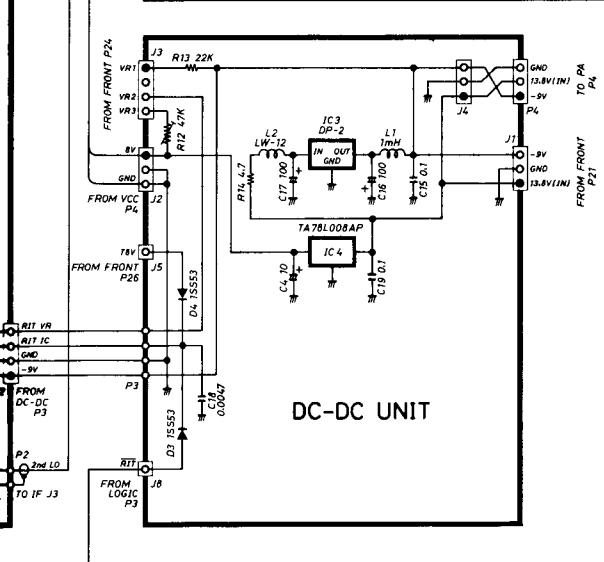 FROM FRONT P24
J3
VR1
R13 22K
VR2
VR3
R12 47K
8V
GND
J2
FROM VCC
P4
T8V
J5
FROM FRONT
P26
D4 1SS53
L2
LW-12
IC3
DP-2
IN OUT
GND
L1
1mH
R14 4.7
C17 100
+
C16 100
+
C15 0.1
TA78L008AP
IC4
C4 10
+
C19 0.1
J4
GND
13.8V(IN)
-9V
P4
TO PA
P4
J1
-9V
GND
13.8V(IN)
FROM FRONT
P21
RIT VR
RIT IC
GND
-9V
FROM
DC-DC
P3
P3
C18
0.0047
D3 1SS53
DC-DC UNIT
P2
2nd LO
TO IF J3
RIT
J8
FROM
LOGIC
P3